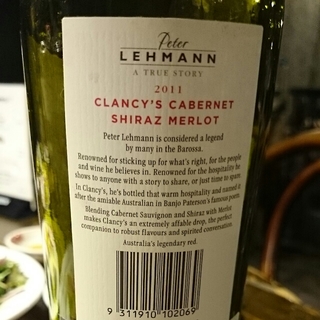 Peter
LEHMANN
A TRUE STORY
2011
CLANCY'S CABERNET
SHIRAZ MERLOT
Peter Lehmann is considered a legend
by many in the Barossa.
Renowned for sticking up for what's right, for the people
and wine he believes in. Renowned for the hospitality he
shows to anyone with a story to share, or just time to spare.
In Clancy's, he's bottled that warm hospitality and named it
after the amiable Australian in Banjo Paterson's famous poem.
Blending Cabernet Sauvignon and Shiraz with Merlot
makes Clancy's an extremely affable drop, the perfect
companion to robust flavours and spirited conversation.
Australia's legendary red.
9 311910 102069